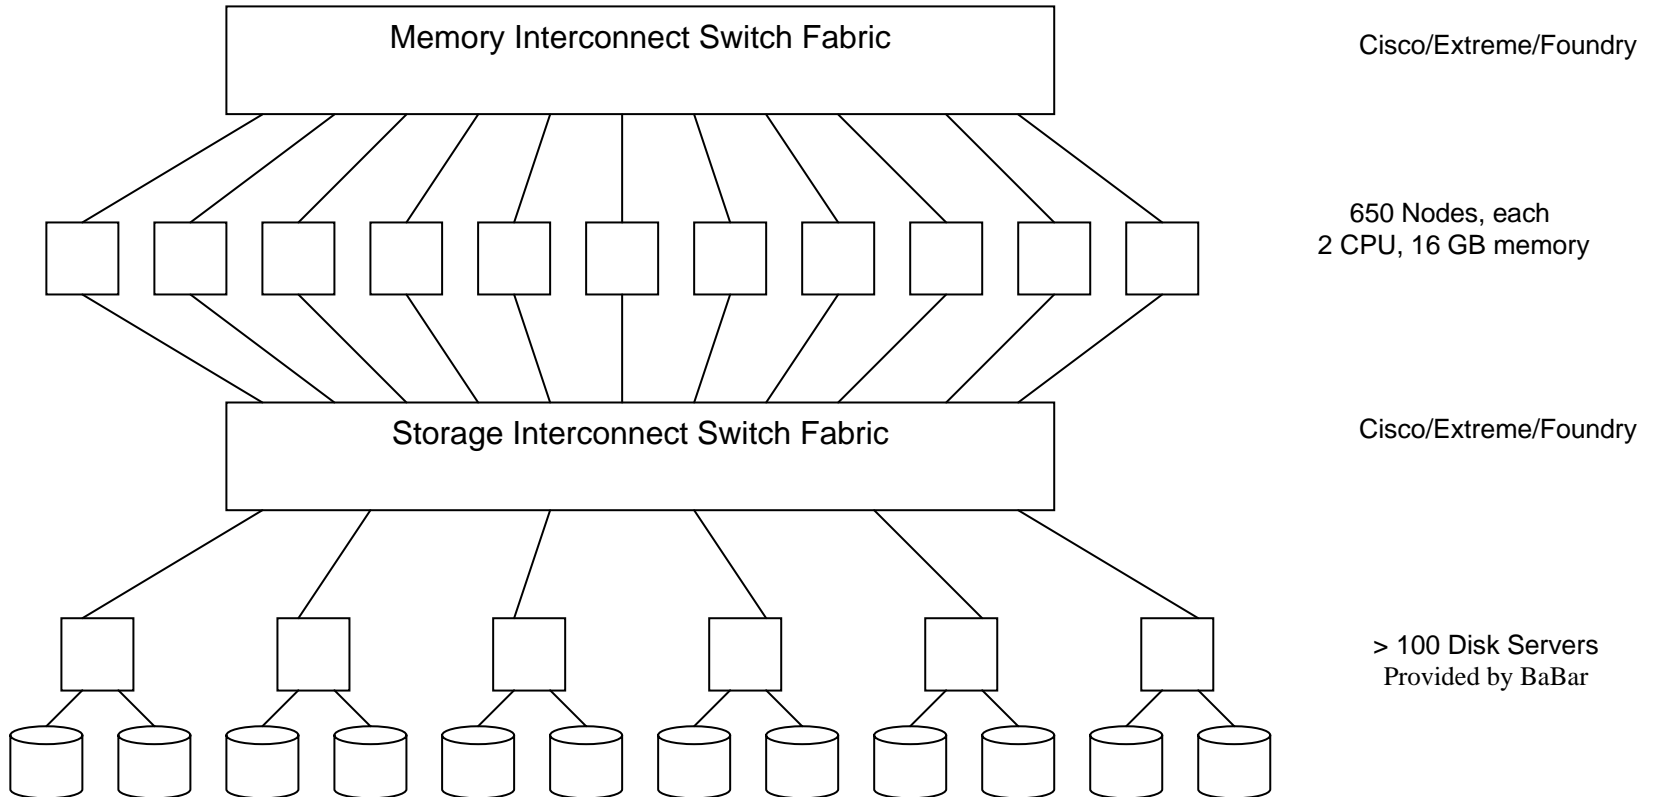 Memory Interconnect Switch Fabric
Cisco/Extreme/Foundry
650 Nodes, each
2 CPU, 16 GB memory
Storage Interconnect Switch Fabric
Cisco/Extreme/Foundry
> 100 Disk Servers
Provided by BaBar